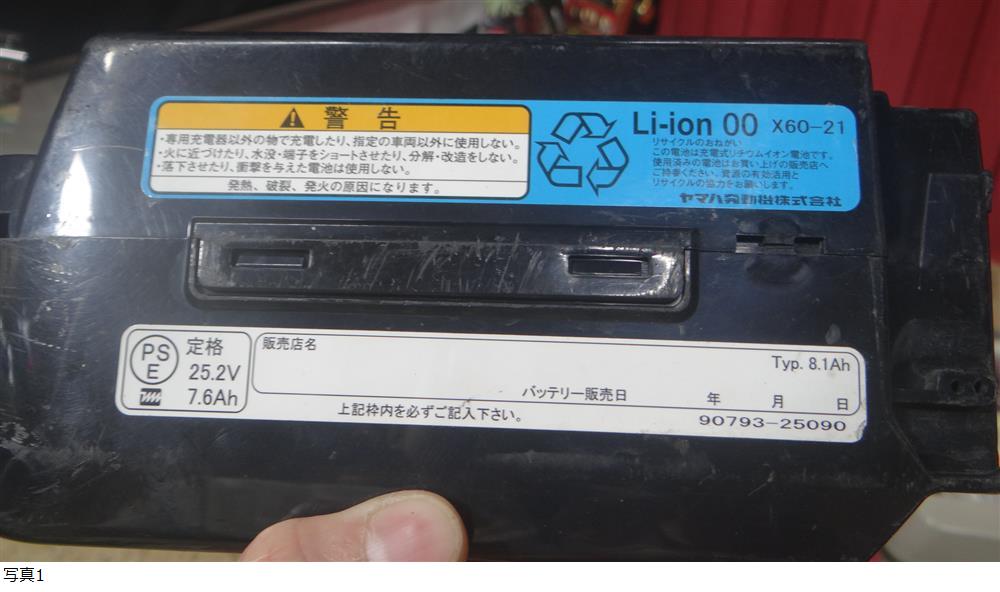 警告
・専用充電器以外の物で充電したり、指定の車両以外に使用しない。
・火に近づけたり、水没・端子をショートさせたり、分解・改造をしない。
・落下させたり、衝撃を与えた電池は使用しない。
発熱、破裂、発火の原因になります。
Li-ion 00 X60-21
リサイクルのおねがい
この電池は充電式リチウムイオン電池です。
使用済みの電池はお買い上げの販売店へ
ご持参ください。資源の有効活用と
リサイクルの協力をお願いします。
ヤマハ発動機株式会社
PS
E
定格
25.2V
7.6Ah
販売店名
Typ. 8.1Ah
バッテリー販売日 年 月 日
上記枠内を必ずご記入下さい。
90793-25090
写真1